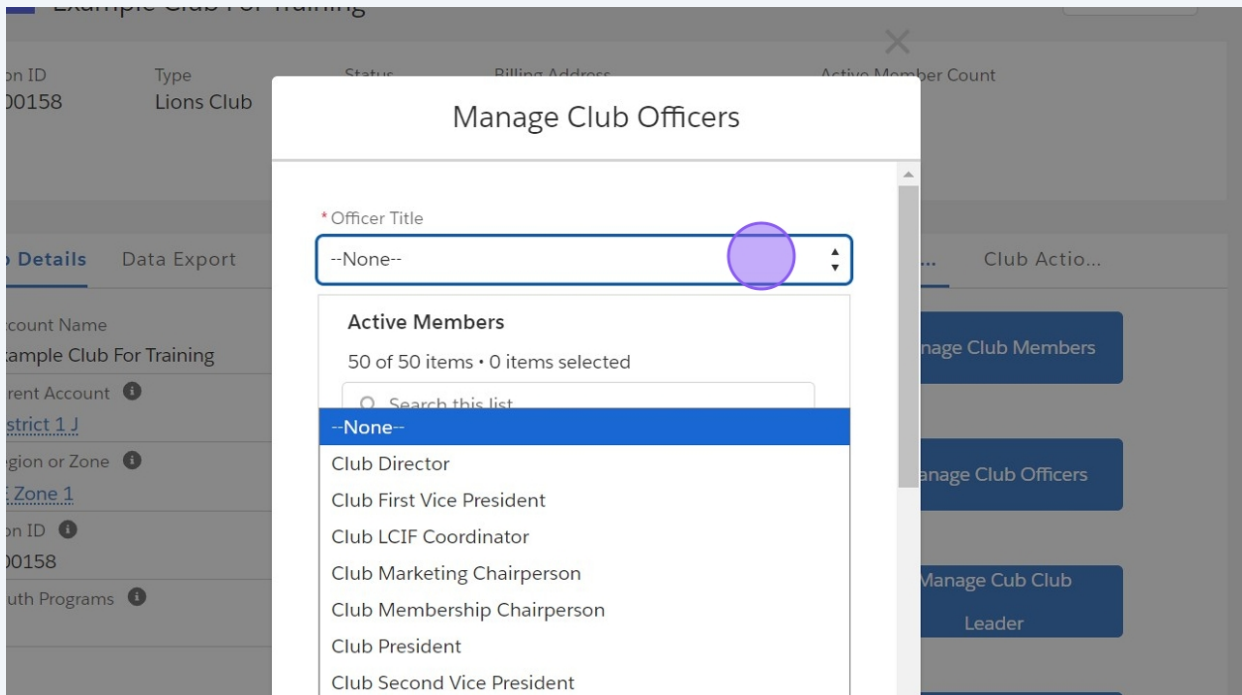 Example Club For Training
on ID
00158
Type
Lions Club
Status
Billing Address
Active Member Count
Manage Club Officers
* Officer Title
--None--
Active Members
50 of 50 items • 0 items selected
Search this list
--None--
Club Director
Club First Vice President
Club LCIF Coordinator
Club Marketing Chairperson
Club Membership Chairperson
Club President
Club Second Vice President
Details
Data Export
...
Club Actio...
ccount Name
xample Club For Training
rent Account
strict 1 J
egion or Zone
E Zone 1
on ID
00158
uth Programs
nage Club Members
anage Club Officers
Manage Cub Club
Leader